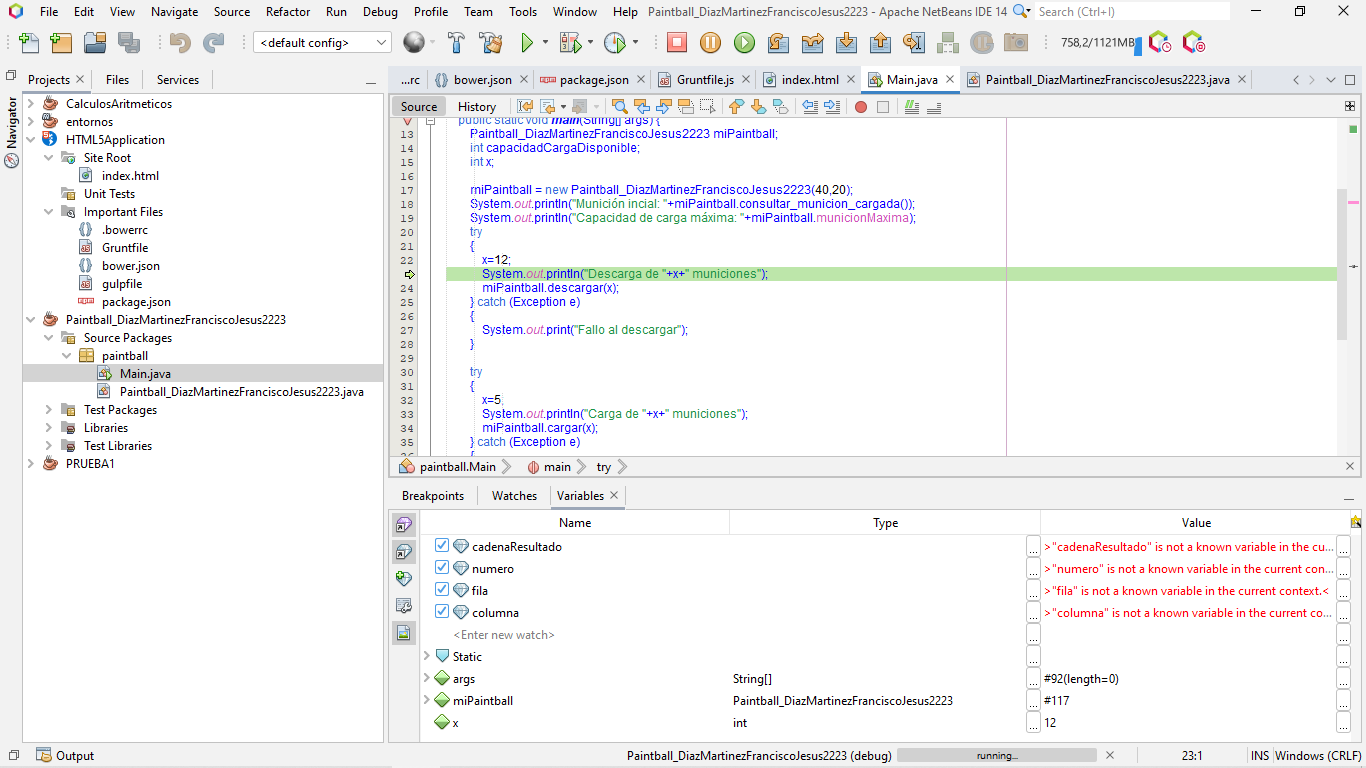 File Edit View Navigate Source Refactor Run Debug Profile Team Tools Window Help Paintball_DiazMartinezFranciscoJesus2223 - Apache NetBeans IDE 14 Search (Ctrl+I)
<default config> 758,2/1121MB
Projects Files Services
...rc bower.json package.json Gruntfile.js index.html Main.java Paintball_DiazMartinezFranciscoJesus2223.java
Navigator
CalculosAritmeticos
entornos
HTML5Application
Site Root
index.html
Unit Tests
Important Files
.bowerrc
Gruntfile
bower.json
gulpfile
package.json
Paintball_DiazMartinezFranciscoJesus2223
Source Packages
paintball
Main.java
Paintball_DiazMartinezFranciscoJesus2223.java
Test Packages
Libraries
Test Libraries
PRUEBA1
Source History
public static void main(String[] args) {
13 Paintball_DiazMartinezFranciscoJesus2223 miPaintball;
14 int capacidadCargaDisponible;
15 int x;
16
17 miPaintball = new Paintball_DiazMartinezFranciscoJesus2223(40,20);
18 System.out.println("Munición incial: "+miPaintball.consultar_municion_cargada());
19 System.out.println("Capacidad de carga máxima: "+miPaintball.municionMaxima);
20 try
21 {
22 x=12;
System.out.println("Descarga de "+x+" municiones");
24 miPaintball.descargar(x);
25 } catch (Exception e)
26 {
27 System.out.print("Fallo al descargar");
28 }
29
30 try
31 {
32 x=5;
33 System.out.println("Carga de "+x+" municiones");
34 miPaintball.cargar(x);
35 } catch (Exception e)
36 {
paintball.Main main try
Breakpoints Watches Variables
Name Type Value
cadenaResultado ... >"cadenaResultado" is not a known variable in the cu... ...
numero ... >"numero" is not a known variable in the current con... ...
fila ... >"fila" is not a known variable in the current context.< ...
columna ... >"columna" is not a known variable in the current co... ...
<Enter new watch> ... ...
Static ... ...
args String[] ... #92(length=0) ...
miPaintball Paintball_DiazMartinezFranciscoJesus2223 ... #117 ...
x int ... 12 ...
Output Paintball_DiazMartinezFranciscoJesus2223 (debug) running... 23:1 INS Windows (CRLF)